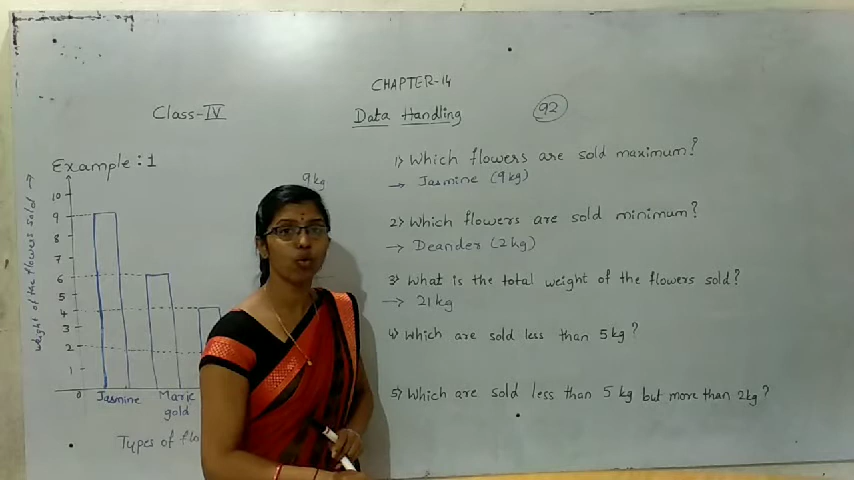 CHAPTER-14
Class-IV
Data Handling
92
Example:1
9kg
weight of the flowers sold →
10
9
8
7
6
5
4
3
2
1
0
Jasmine
Marie
gold
Types of flo
1) Which flowers are sold maximum?
→ Jasmine (9kg)
2) Which flowers are sold minimum?
→ Deander (2kg)
3) What is the total weight of the flowers sold?
→ 21kg
4) Which are sold less than 5kg?
5) Which are sold less than 5 kg but more than 2kg?